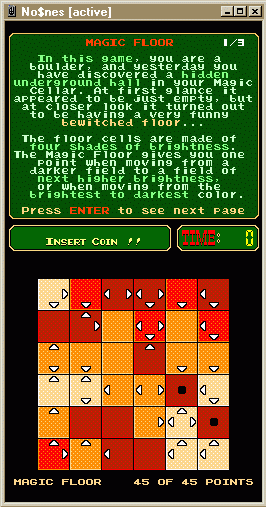 No$nes [active]
MAGIC FLOOR 1/3
In this game, you are a
boulder, and yesterday you
have discovered a hidden
underground hall in your Magic
Cellar. At first glance it
appeared to be just empty, but
at closer look it turned out
to be having a very funny
bewitched floor...
The floor cells are made of
four shades of brightness.
The Magic Floor gives you one
point when moving from a
darker field to a field of
next higher brightness,
or when moving from the
brightest to darkest color.
Press ENTER to see next page
INSERT COIN !! TIME: 0
MAGIC FLOOR 45 OF 45 POINTS